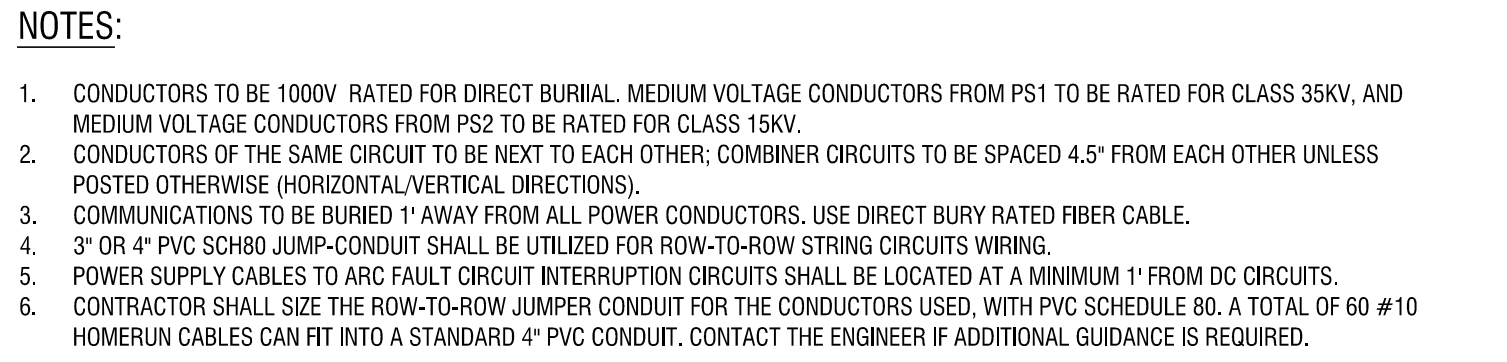 NOTES:
1. CONDUCTORS TO BE 1000V RATED FOR DIRECT BURIIAL. MEDIUM VOLTAGE CONDUCTORS FROM PS1 TO BE RATED FOR CLASS 35KV, AND
MEDIUM VOLTAGE CONDUCTORS FROM PS2 TO BE RATED FOR CLASS 15KV.
2. CONDUCTORS OF THE SAME CIRCUIT TO BE NEXT TO EACH OTHER; COMBINER CIRCUITS TO BE SPACED 4.5" FROM EACH OTHER UNLESS
POSTED OTHERWISE (HORIZONTAL/VERTICAL DIRECTIONS).
3. COMMUNICATIONS TO BE BURIED 1' AWAY FROM ALL POWER CONDUCTORS. USE DIRECT BURY RATED FIBER CABLE.
4. 3" OR 4" PVC SCH80 JUMP-CONDUIT SHALL BE UTILIZED FOR ROW-TO-ROW STRING CIRCUITS WIRING.
5. POWER SUPPLY CABLES TO ARC FAULT CIRCUIT INTERRUPTION CIRCUITS SHALL BE LOCATED AT A MINIMUM 1' FROM DC CIRCUITS.
6. CONTRACTOR SHALL SIZE THE ROW-TO-ROW JUMPER CONDUIT FOR THE CONDUCTORS USED, WITH PVC SCHEDULE 80. A TOTAL OF 60 #10
HOMERUN CABLES CAN FIT INTO A STANDARD 4" PVC CONDUIT. CONTACT THE ENGINEER IF ADDITIONAL GUIDANCE IS REQUIRED.